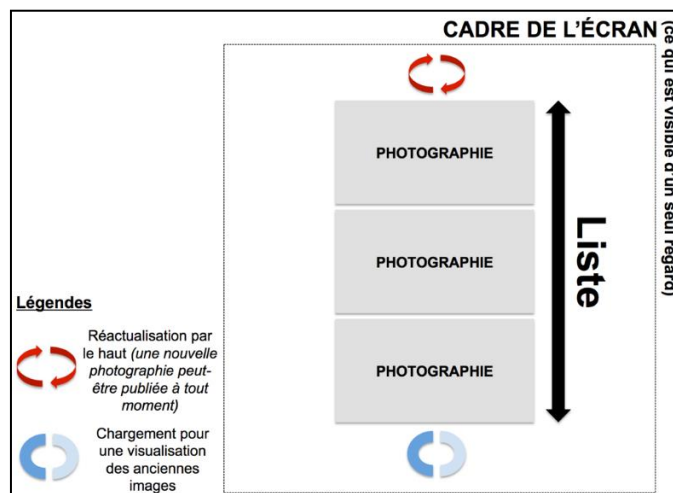 CADRE DE L'ÉCRAN
(ce qui est visible d'un seul regard)
PHOTOGRAPHIE
PHOTOGRAPHIE
PHOTOGRAPHIE
Liste
Légendes
Réactualisation par
le haut (une nouvelle
photographie peut-
être publiée à tout
moment)
Chargement pour
une visualisation
des anciennes
images